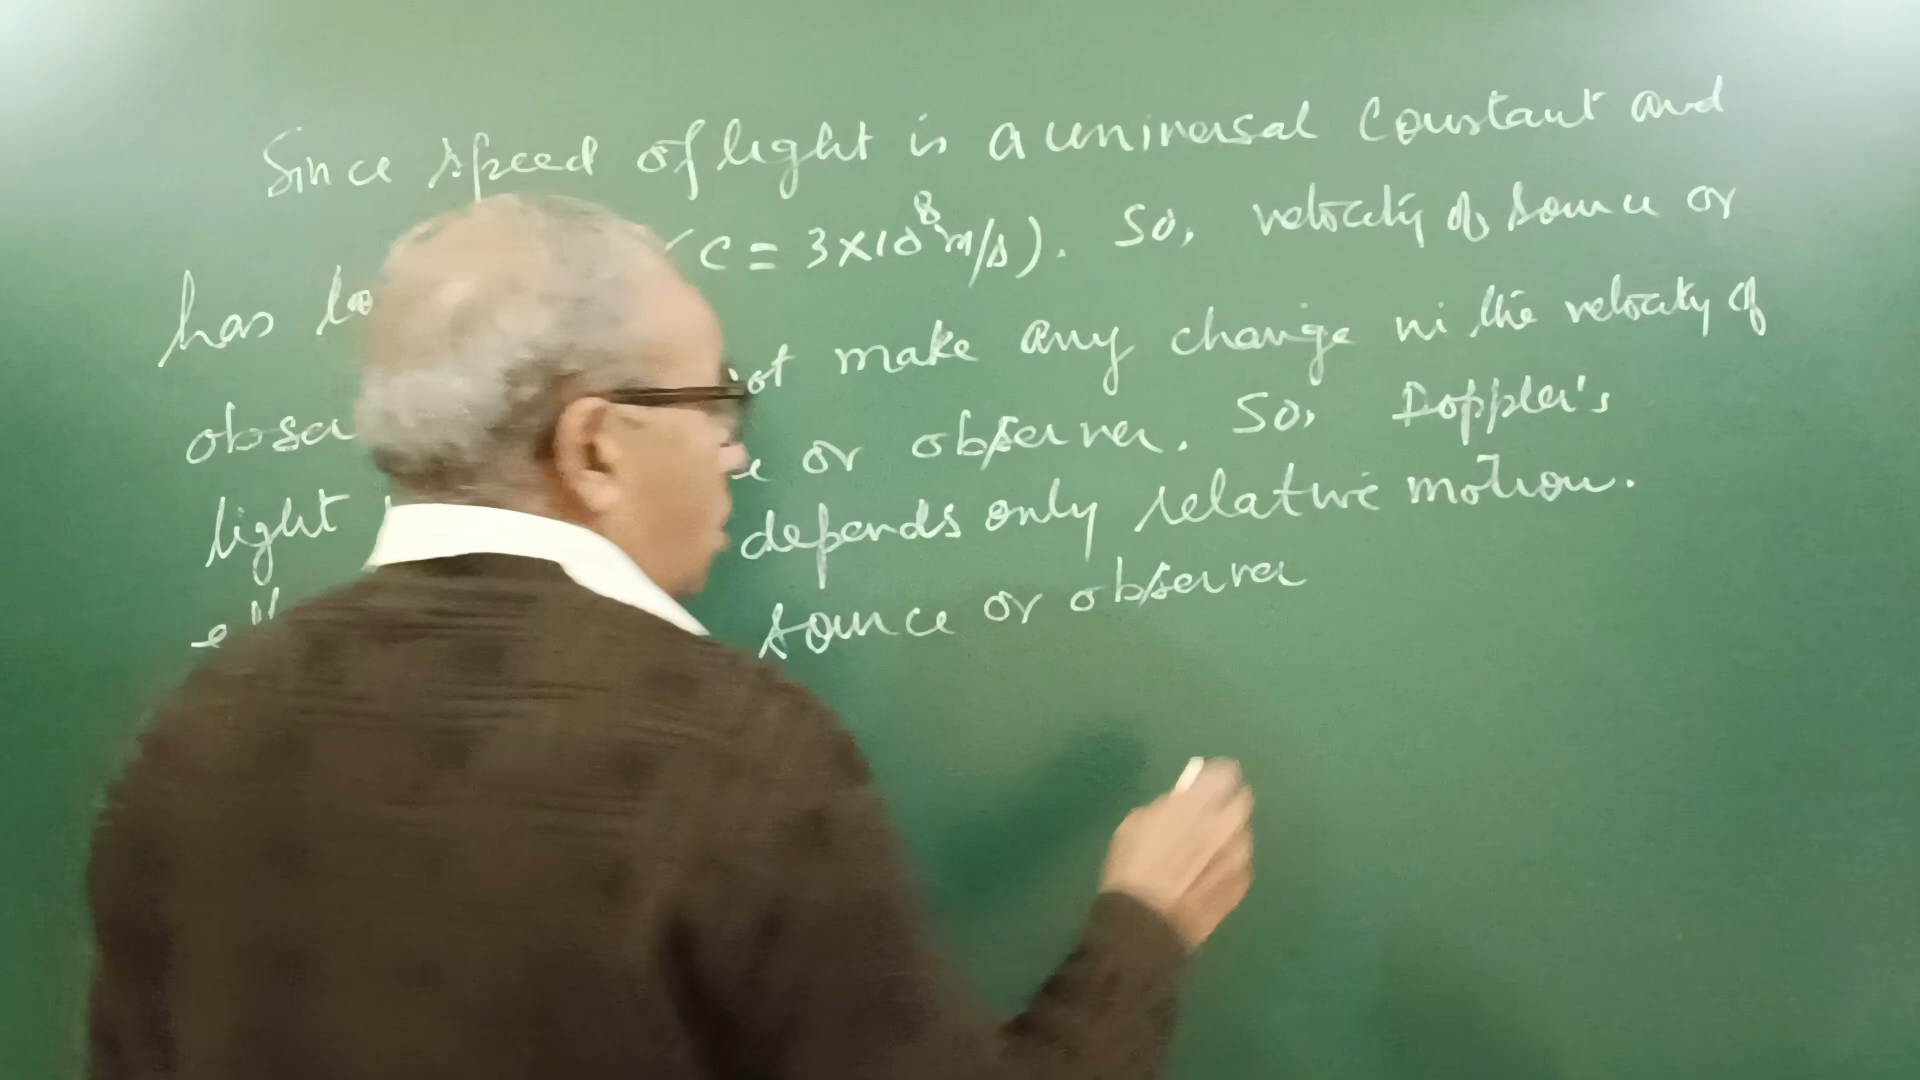 Since speed of light is a universal constant and
has (C = 3×10⁸ m/s). So, velocity of source or
make any change in the velocity of
light or observer. So, Doppler's
depends only relative motion.
source or observer